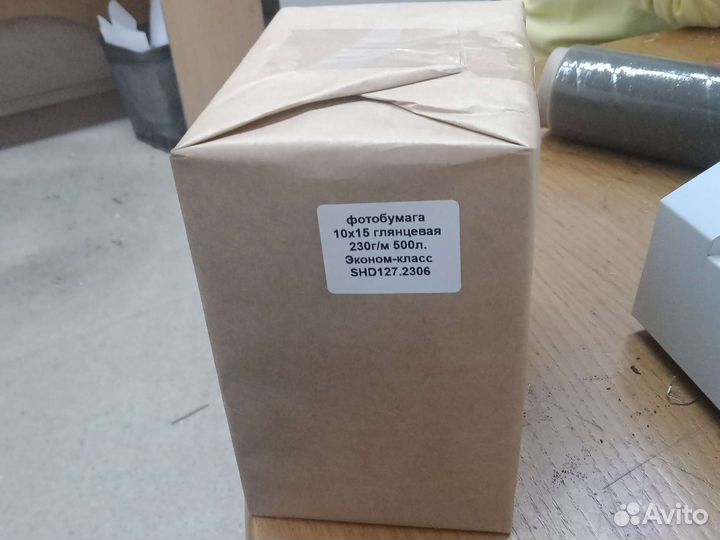 фотобумага
10х15 глянцевая
230г/м 500л.
Эконом-класс
SHD127.2306
Avito